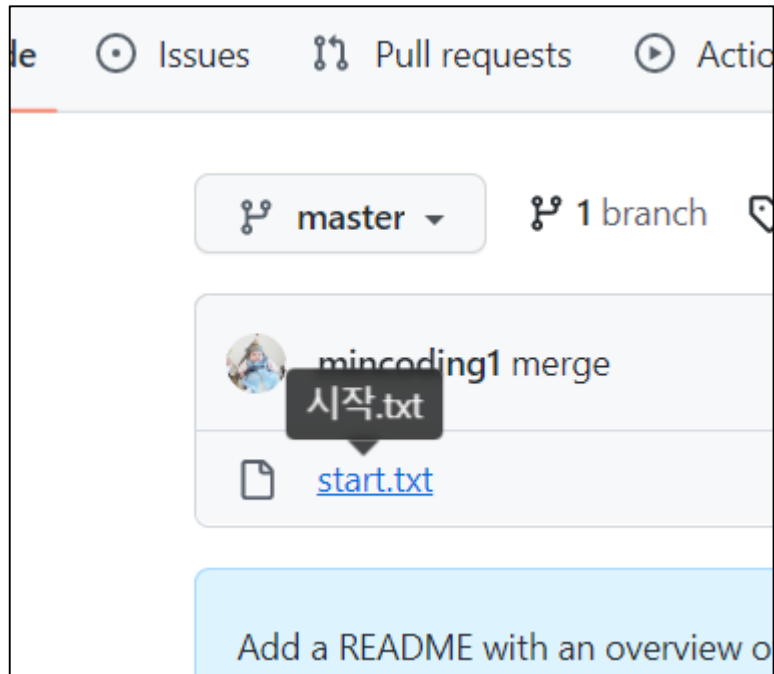 de Issues Pull requests Actio
master 1 branch
mincoding1 merge
시작.txt
start.txt
Add a README with an overview o